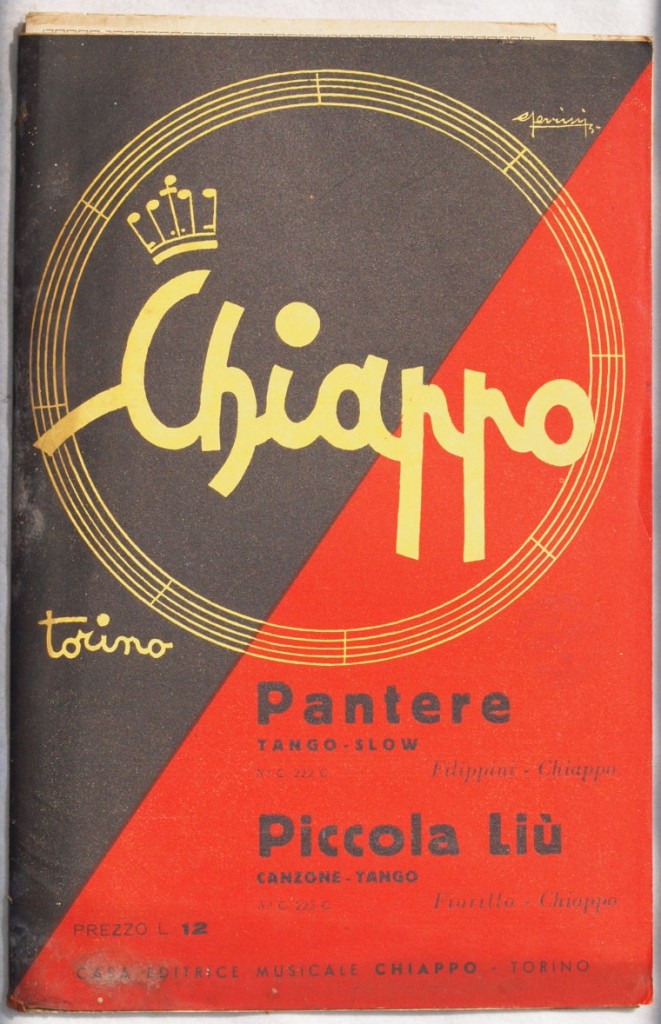 Chiappo
torino
Pantere
TANGO - SLOW
N° C. 222 C.
Filippini - Chiappo
Piccola Liù
CANZONE - TANGO
Fiorillo - Chiappo
PREZZO L. 12
CASA EDITRICE MUSICALE CHIAPPO - TORINO